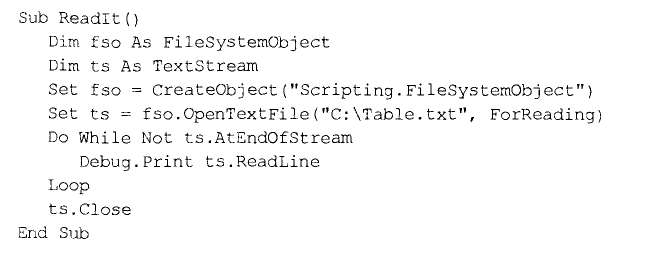 Sub ReadIt()
   Dim fso As FileSystemObject
   Dim ts As TextStream
   Set fso = CreateObject("Scripting.FileSystemObject")
   Set ts = fso.OpenTextFile("C:\Table.txt", ForReading)
   Do While Not ts.AtEndOfStream
      Debug.Print ts.ReadLine
   Loop
   ts.Close
End Sub